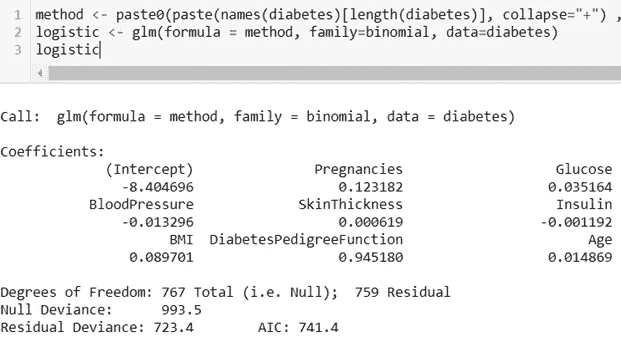 1 method <- paste0(paste(names(diabetes)[length(diabetes)], collapse="+") ,
2 logistic <- glm(formula = method, family=binomial, data=diabetes)
3 logistic
Call:  glm(formula = method, family = binomial, data = diabetes)
Coefficients:
(Intercept) Pregnancies Glucose
-8.404696 0.123182 0.035164
BloodPressure SkinThickness Insulin
-0.013296 0.000619 -0.001192
BMI DiabetesPedigreeFunction Age
0.089701 0.945180 0.014869
Degrees of Freedom: 767 Total (i.e. Null);  759 Residual
Null Deviance:      993.5
Residual Deviance: 723.4        AIC: 741.4